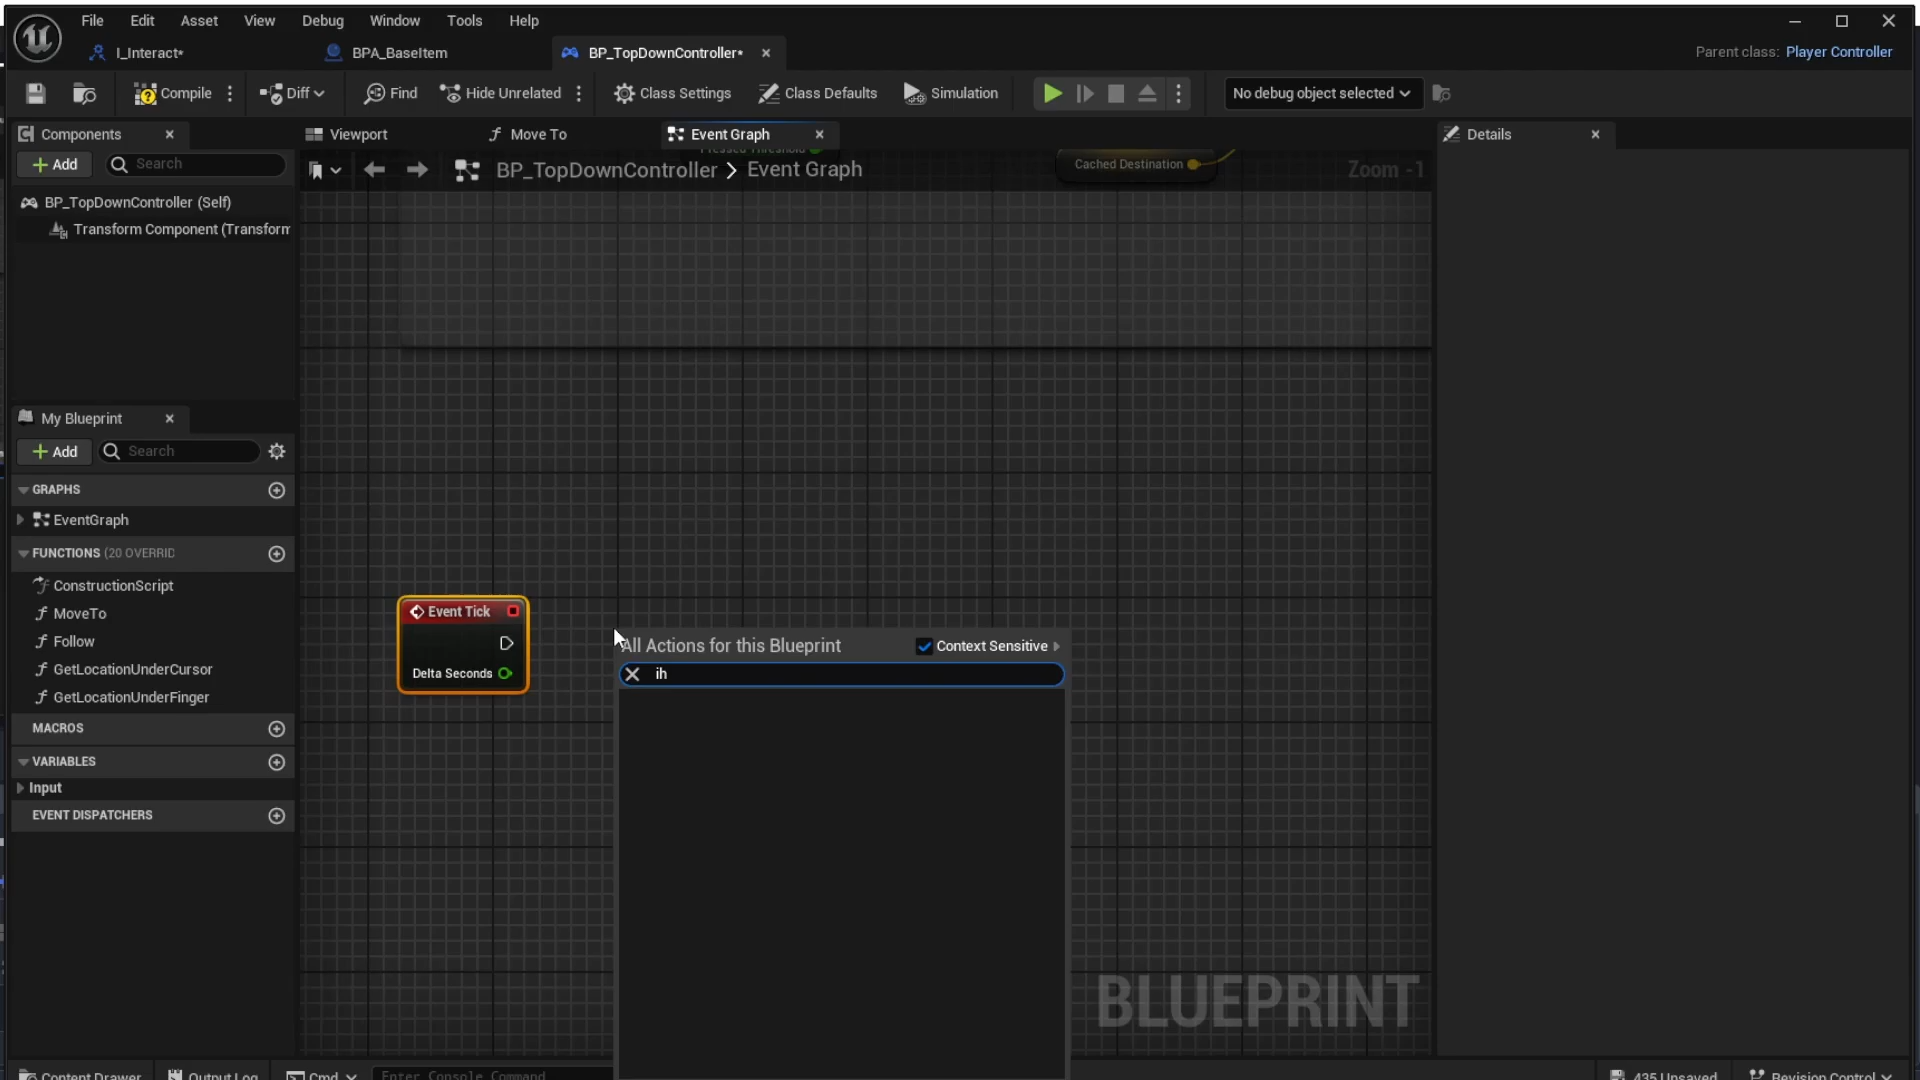 File Edit Asset View Debug Window Tools Help
I_Interact* BPA_BaseItem BP_TopDownController* Parent class: Player Controller
Compile Diff Find Hide Unrelated Class Settings Class Defaults Simulation No debug object selected
Components Viewport Move To Event Graph Details
Pressed Threshold
Add Search BP_TopDownController > Event Graph Cached Destination Zoom -1
BP_TopDownController (Self)
Transform Component (Transform
My Blueprint
Add Search
GRAPHS
EventGraph
FUNCTIONS (20 OVERRID
ConstructionScript
MoveTo
Follow
GetLocationUnderCursor
GetLocationUnderFinger
MACROS
VARIABLES
Input
EVENT DISPATCHERS
Event Tick
Delta Seconds
All Actions for this Blueprint Context Sensitive
ih
BLUEPRINT
Content Drawer Output Log Cmd Enter Console Command 435 Unsaved Revision Control